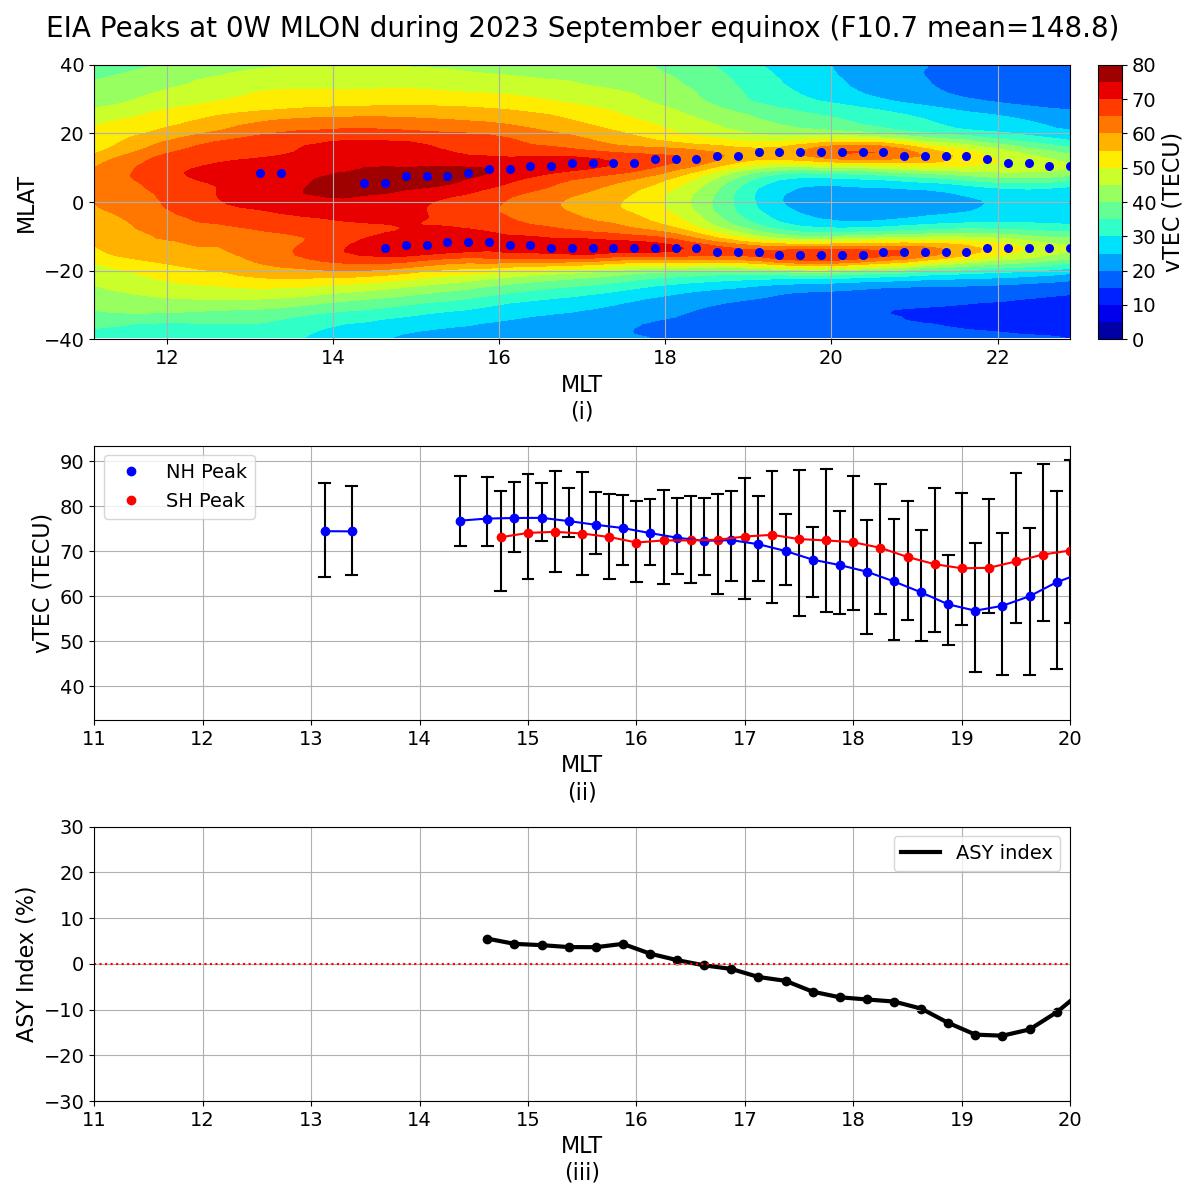 EIA Peaks at 0W MLON during 2023 September equinox (F10.7 mean=148.8)
40
20
0
−20
−40
MLAT
12 14 16 18 20 22
MLT
(i)
80
70
60
50
40
30
20
10
0
vTEC (TECU)
90
80
70
60
50
40
vTEC (TECU)
NH Peak
SH Peak
11 12 13 14 15 16 17 18 19 20
MLT
(ii)
30
20
10
0
−10
−20
−30
ASY Index (%)
ASY index
11 12 13 14 15 16 17 18 19 20
MLT
(iii)